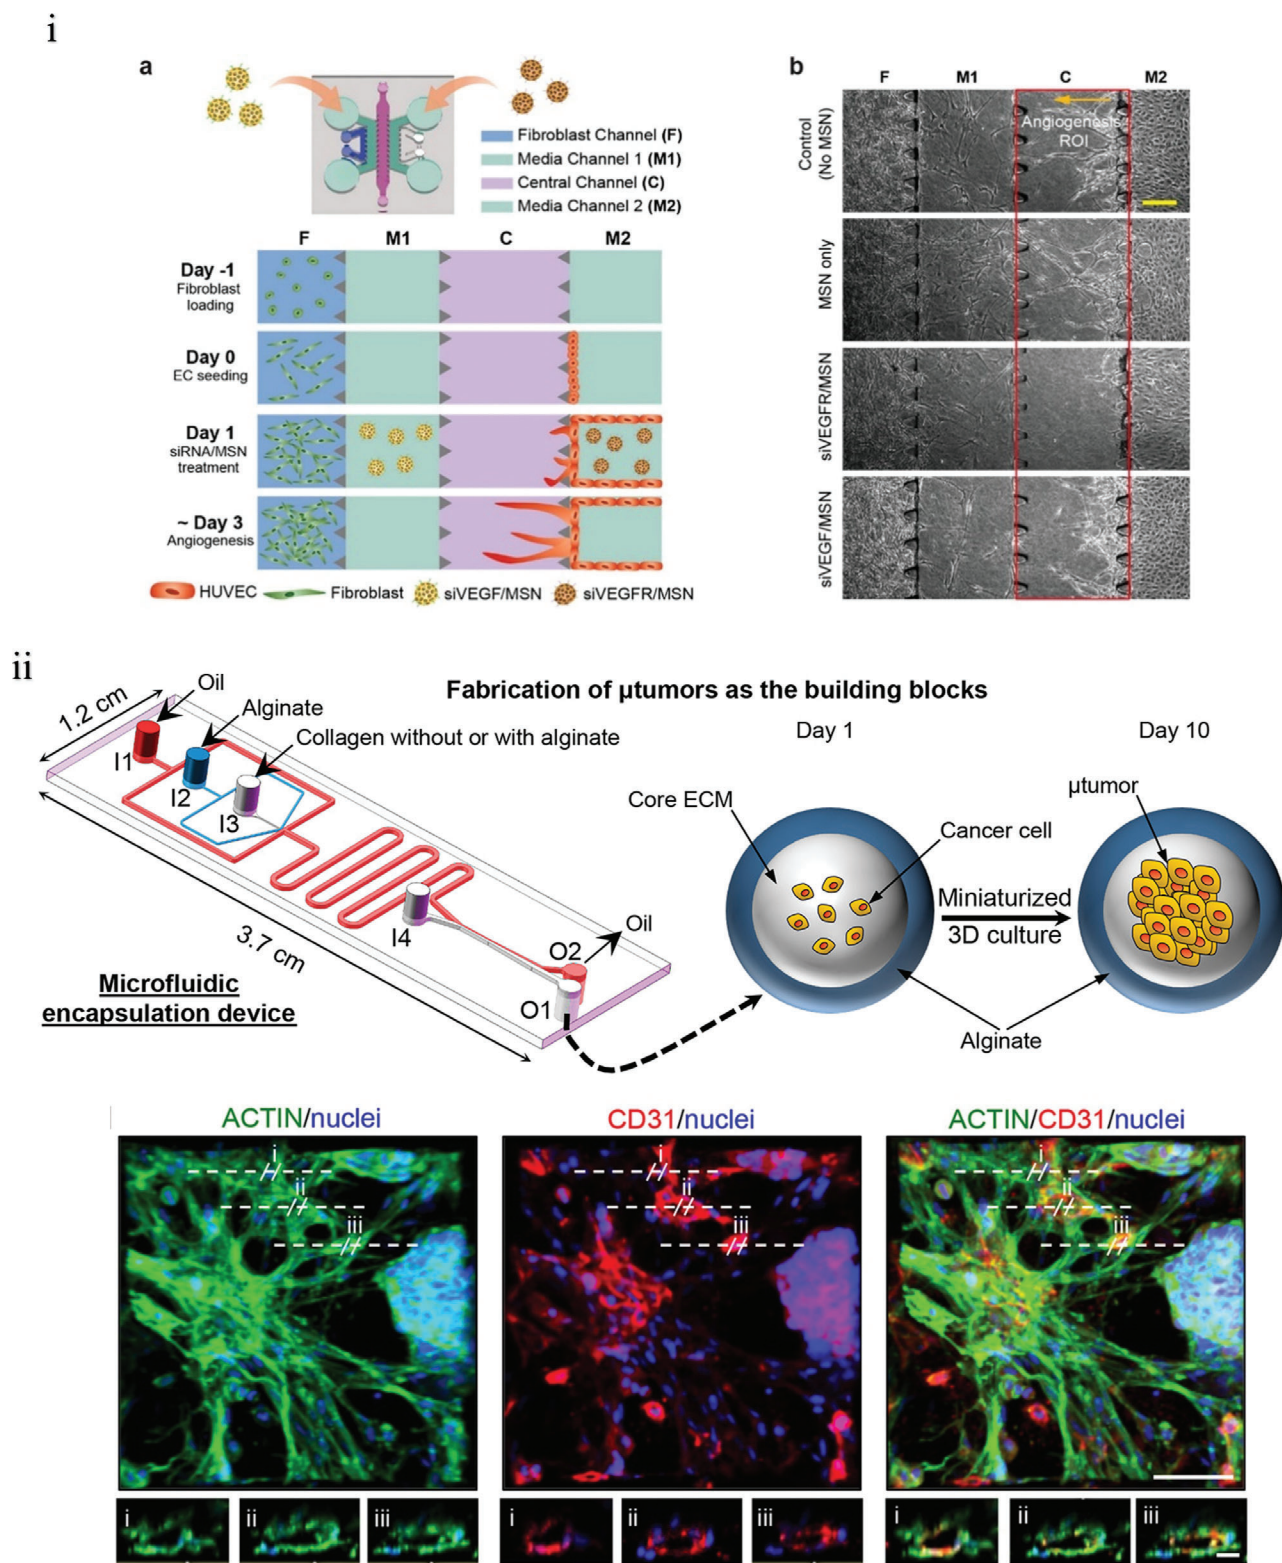 i
a
Fibroblast Channel (F)
Media Channel 1 (M1)
Central Channel (C)
Media Channel 2 (M2)
F M1 C M2
Day -1
Fibroblast
loading
Day 0
EC seeding
Day 1
siRNA/MSN
treatment
~ Day 3
Angiogenesis
HUVEC Fibroblast siVEGF/MSN siVEGFR/MSN
b
F M1 C M2
Control
(No MSN)
Angiogenesis
ROI
MSN only
siVEGFR/MSN
siVEGF/MSN
ii
Fabrication of µtumors as the building blocks
1.2 cm
Oil
Alginate
Collagen without or with alginate
I1
I2
I3
I4
3.7 cm
Oil
O2
O1
Microfluidic
encapsulation device
Day 1
Day 10
Core ECM
Cancer cell
µtumor
Miniaturized
3D culture
Alginate
ACTIN/nuclei
i
ii
iii
i ii iii
CD31/nuclei
i
ii
iii
i ii iii
ACTIN/CD31/nuclei
i
ii
iii
i ii iii